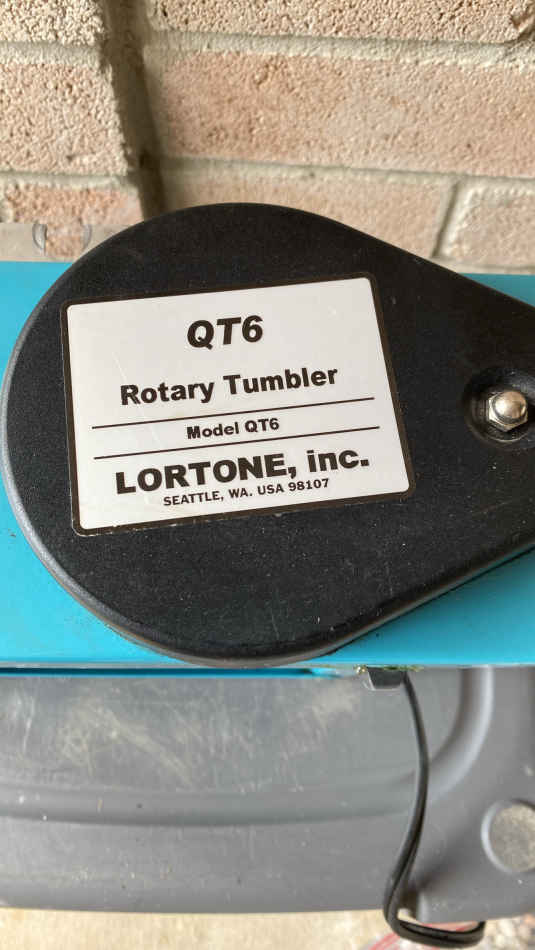 QT6
Rotary Tumbler
Model QT6
LORTONE, inc.
SEATTLE, WA. USA 98107